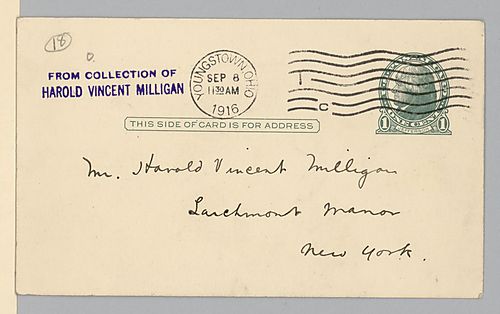 18
FROM COLLECTION OF
HAROLD VINCENT MILLIGAN
YOUNGSTOWN, OHIO
SEP 8
11 30 AM
1916
C
1 JEFFERSON 1
THIS SIDE OF CARD IS FOR ADDRESS
Mr. Harold Vincent Milligan
Larchmont Manor
New York.